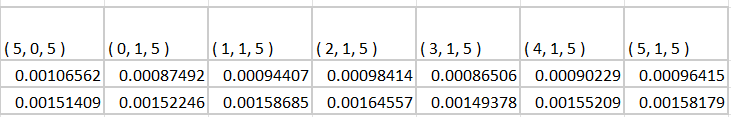 ( 5, 0, 5 ) ( 0, 1, 5 ) ( 1, 1, 5 ) ( 2, 1, 5 ) ( 3, 1, 5 ) ( 4, 1, 5 ) ( 5, 1, 5 )
0.00106562 0.00087492 0.00094407 0.00098414 0.00086506 0.00090229 0.00096415
0.00151409 0.00152246 0.00158685 0.00164557 0.00149378 0.00155209 0.00158179